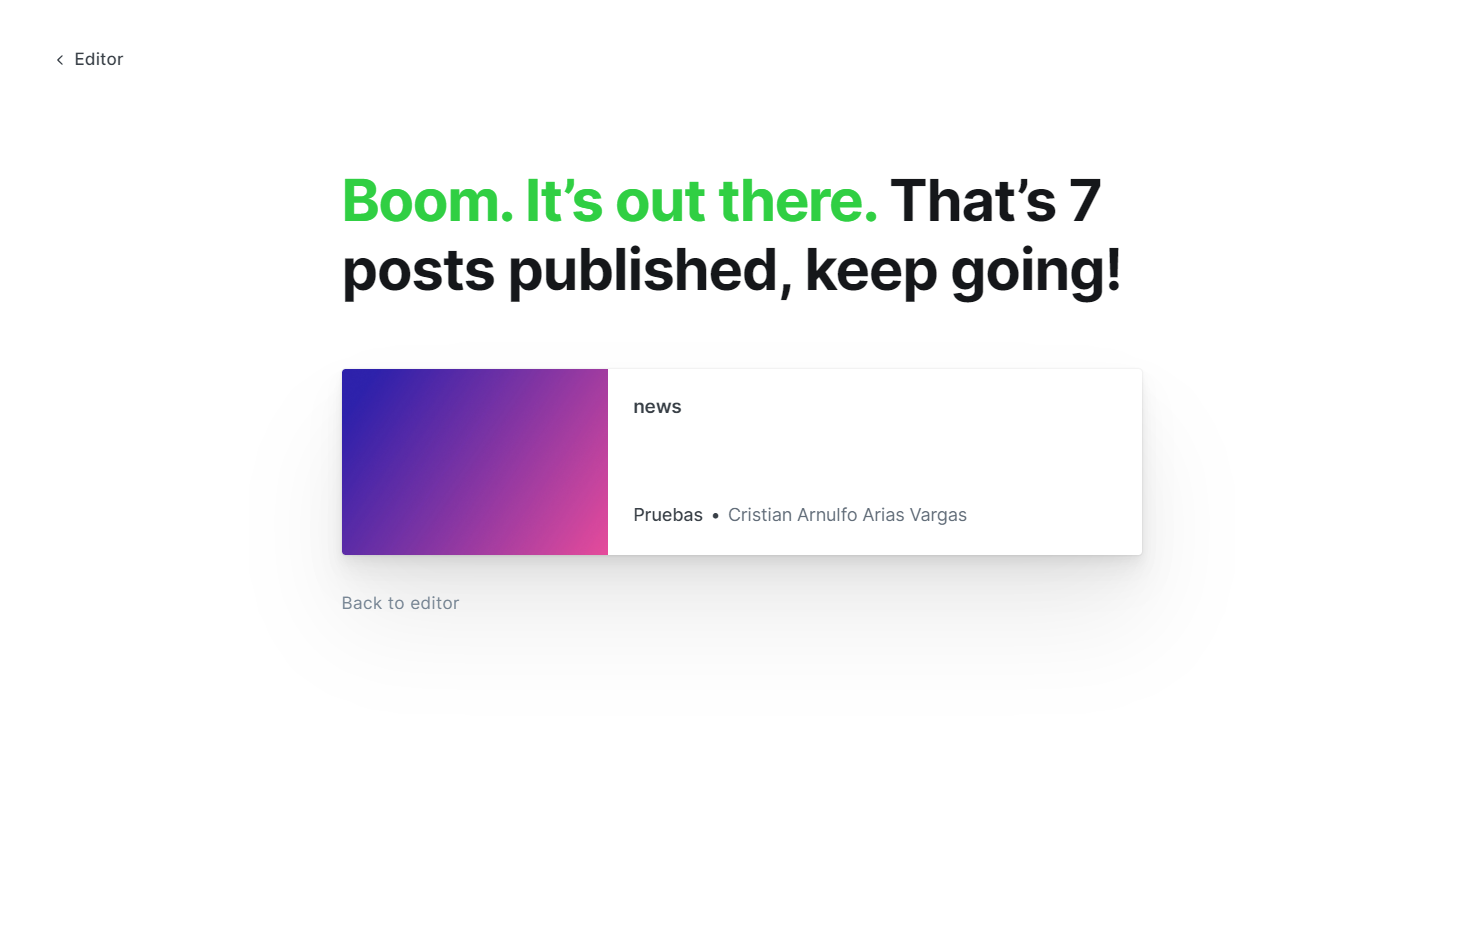 Editor
Boom. It’s out there. That’s 7
posts published, keep going!
news
Pruebas • Cristian Arnulfo Arias Vargas
Back to editor